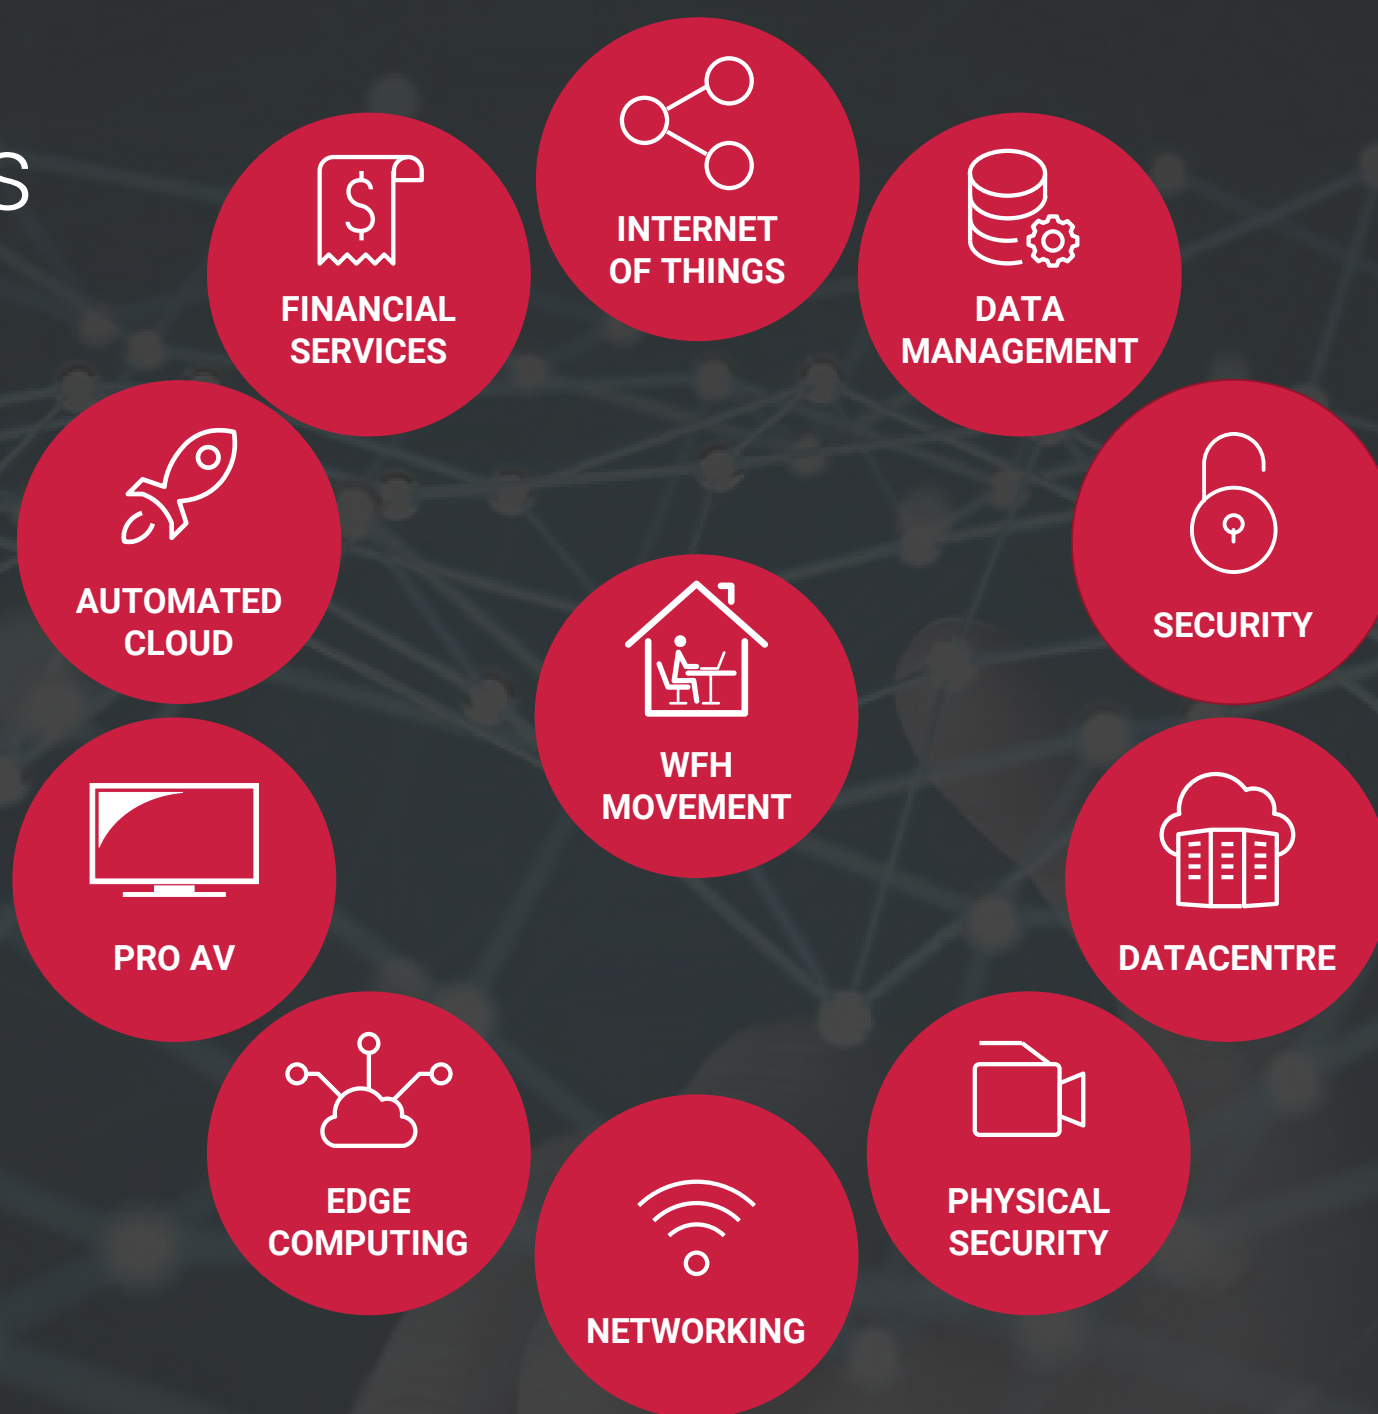 S
INTERNET
OF THINGS
FINANCIAL
SERVICES
DATA
MANAGEMENT
AUTOMATED
CLOUD
SECURITY
WFH
MOVEMENT
PRO AV
DATACENTRE
EDGE
COMPUTING
PHYSICAL
SECURITY
NETWORKING